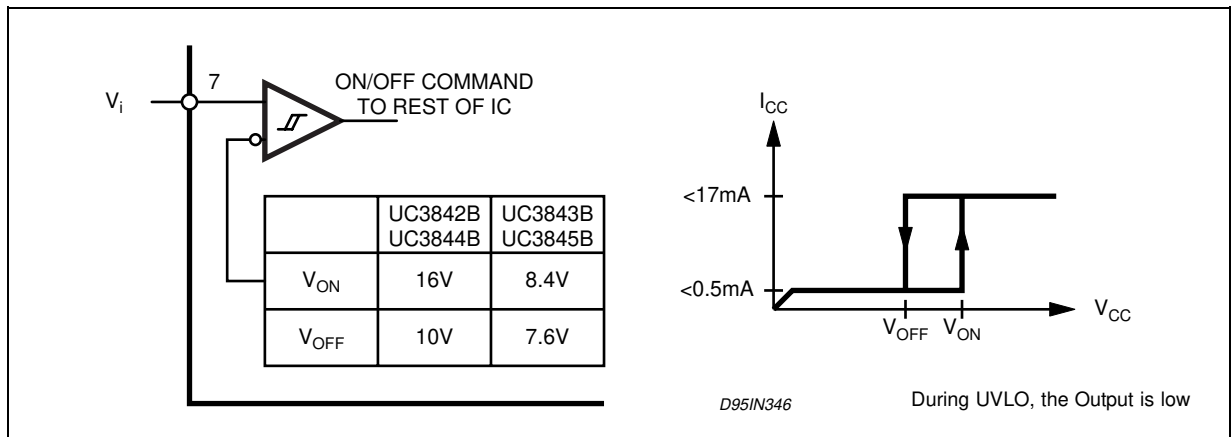 V_i
7
ON/OFF COMMAND
TO REST OF IC
UC3842B UC3843B
UC3844B UC3845B
V_ON 16V 8.4V
V_OFF 10V 7.6V
I_CC
<17mA
<0.5mA
V_OFF V_ON
V_CC
D95IN346
During UVLO, the Output is low